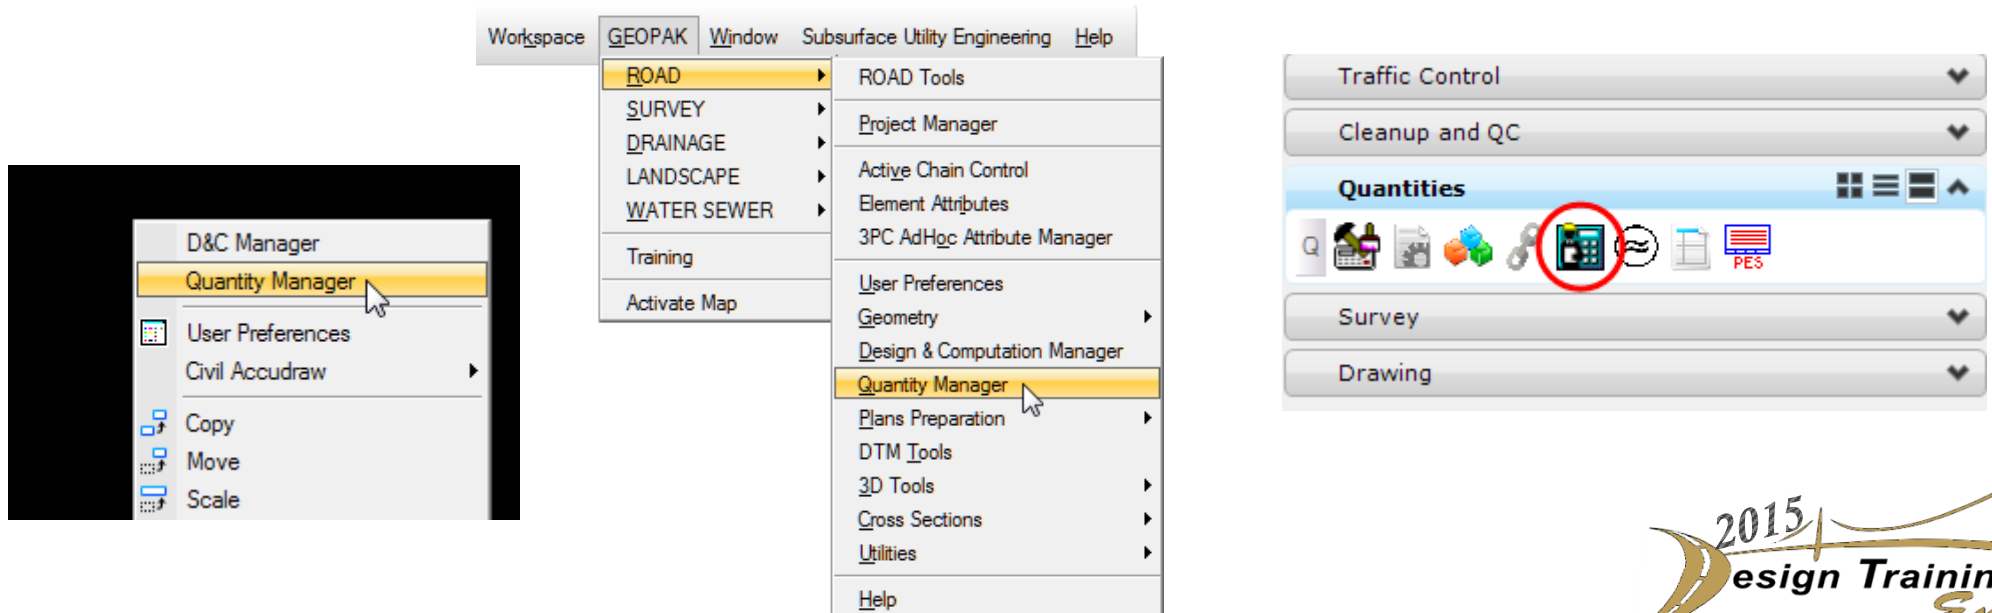 D&C Manager
Quantity Manager
User Preferences
Civil Accudraw
Copy
Move
Scale
Workspace GEOPAK Window Subsurface Utility Engineering Help
ROAD
SURVEY
DRAINAGE
LANDSCAPE
WATER SEWER
Training
Activate Map
ROAD Tools
Project Manager
Active Chain Control
Element Attributes
3PC AdHoc Attribute Manager
User Preferences
Geometry
Design & Computation Manager
Quantity Manager
Plans Preparation
DTM Tools
3D Tools
Cross Sections
Utilities
Help
Traffic Control
Cleanup and QC
Quantities
Q
PES
Survey
Drawing
2015
Design Trainin